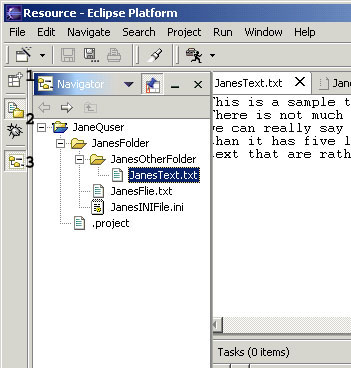 Resource - Eclipse Platform
File Edit Navigate Search Project Run Window
1
2
3
Navigator
JaneQuser
JanesFolder
JanesOtherFolder
JanesText.txt
JanesFlie.txt
JanesINIFile.ini
.project
JanesText.txt X Jane
This is a sample t
There is not much
we can really say
than it has five l
text that are rath
Tasks (0 items)